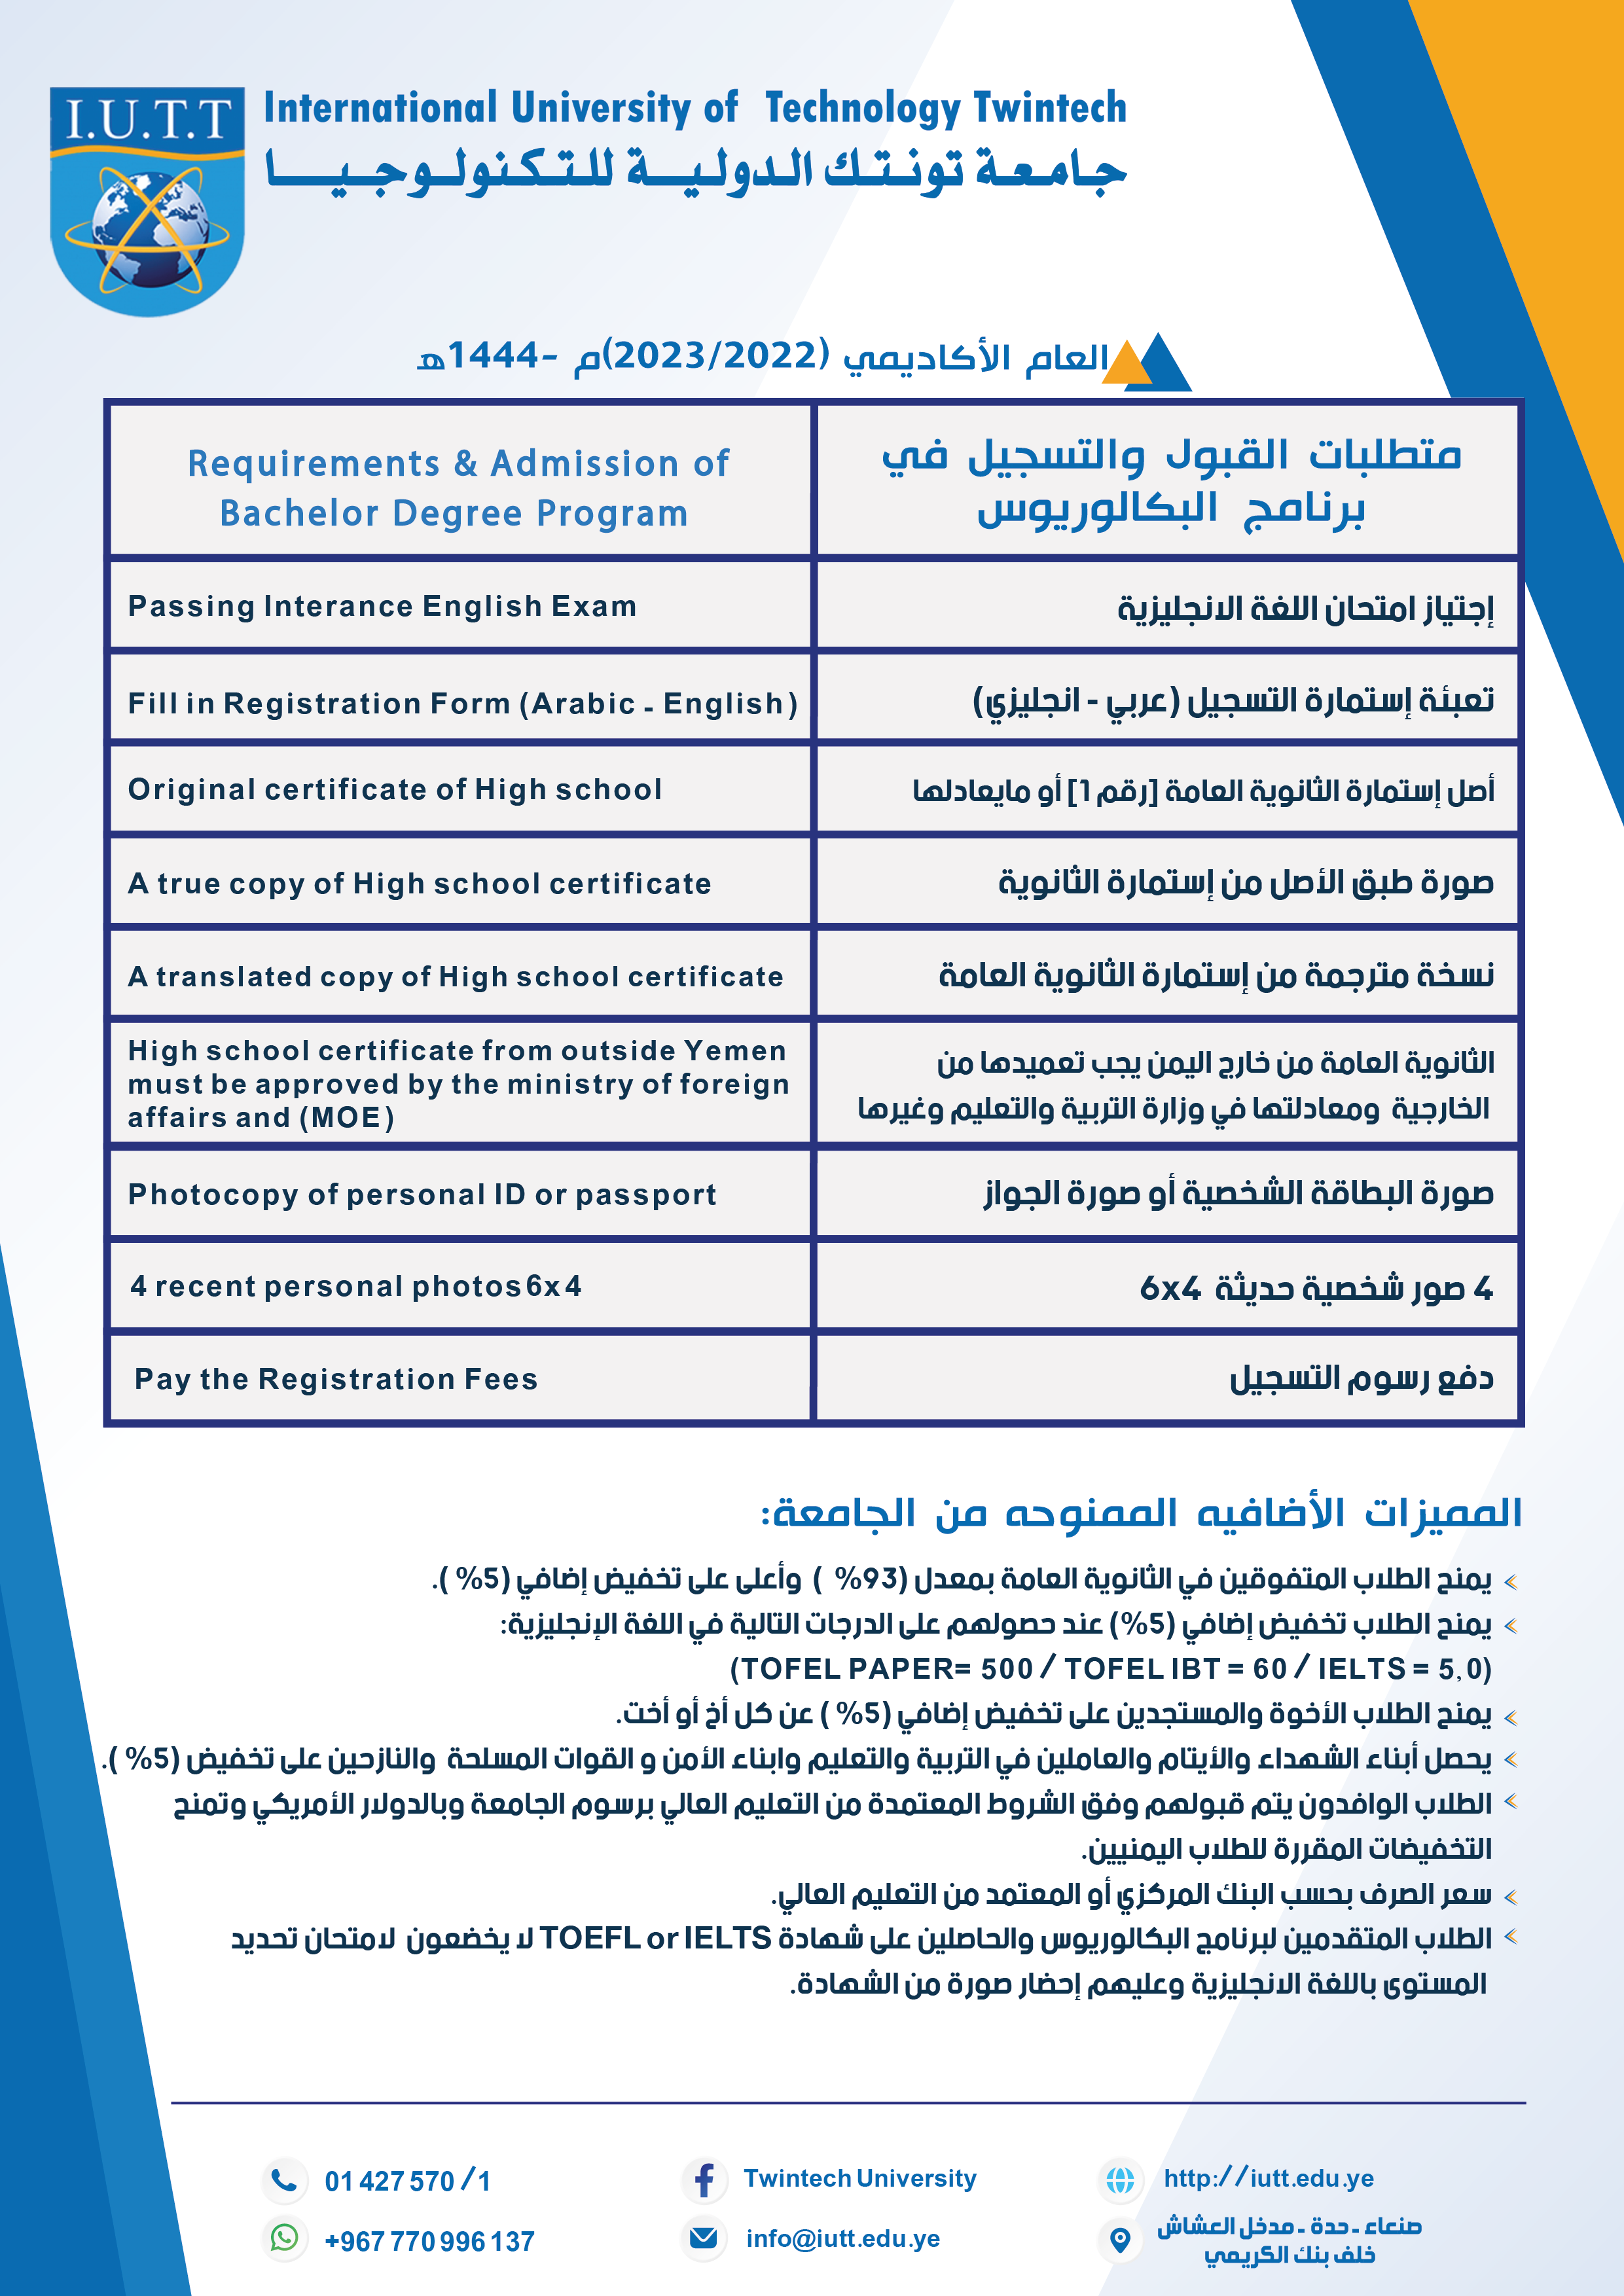 I.U.T.T
International University of Technology Twintech
جامعة تونتك الدولية للتكنولوجيا
العام الأكاديمي (2023/2022)م -1444هـ
Requirements & Admission of
Bachelor Degree Program
متطلبات القبول والتسجيل في
برنامج البكالوريوس
Passing Interance English Exam
إجتياز امتحان اللغة الانجليزية
Fill in Registration Form (Arabic - English)
تعبئة إستمارة التسجيل (عربي - انجليزي)
Original certificate of High school
أصل إستمارة الثانوية العامة [رقم 1] أو مايعادلها
A true copy of High school certificate
صورة طبق الأصل من إستمارة الثانوية
A translated copy of High school certificate
نسخة مترجمة من إستمارة الثانوية العامة
High school certificate from outside Yemen
must be approved by the ministry of foreign
affairs and (MOE)
الثانوية العامة من خارج اليمن يجب تعميدها من
الخارجية ومعادلتها في وزارة التربية والتعليم وغيرها
Photocopy of personal ID or passport
صورة البطاقة الشخصية أو صورة الجواز
4 recent personal photos 6x4
4 صور شخصية حديثة 6x4
Pay the Registration Fees
دفع رسوم التسجيل
المميزات الأضافيه الممنوحه من الجامعة:
يمنح الطلاب المتفوقين في الثانوية العامة بمعدل (93% ) وأعلى على تخفيض إضافي (5% ).
يمنح الطلاب تخفيض إضافي (5%) عند حصولهم على الدرجات التالية في اللغة الإنجليزية:
(TOFEL PAPER= 500 / TOFEL IBT = 60 / IELTS = 5,0)
يمنح الطلاب الأخوة والمستجدين على تخفيض إضافي (5% ) عن كل أخ أو أخت.
يحصل أبناء الشهداء والأيتام والعاملين في التربية والتعليم وابناء الأمن و القوات المسلحة والنازحين على تخفيض (5% ).
الطلاب الوافدون يتم قبولهم وفق الشروط المعتمدة من التعليم العالي برسوم الجامعة وبالدولار الأمريكي وتمنح
التخفيضات المقررة للطلاب اليمنيين.
سعر الصرف بحسب البنك المركزي أو المعتمد من التعليم العالي.
الطلاب المتقدمين لبرنامج البكالوريوس والحاصلين على شهادة TOEFL or IELTS لا يخضعون لامتحان تحديد
المستوى باللغة الانجليزية وعليهم إحضار صورة من الشهادة.
01 427 570 /1
Twintech University
http://iutt.edu.ye
+967 770 996 137
info@iutt.edu.ye
صنعاء - حدة - مدخل العشاش
خلف بنك الكريمي